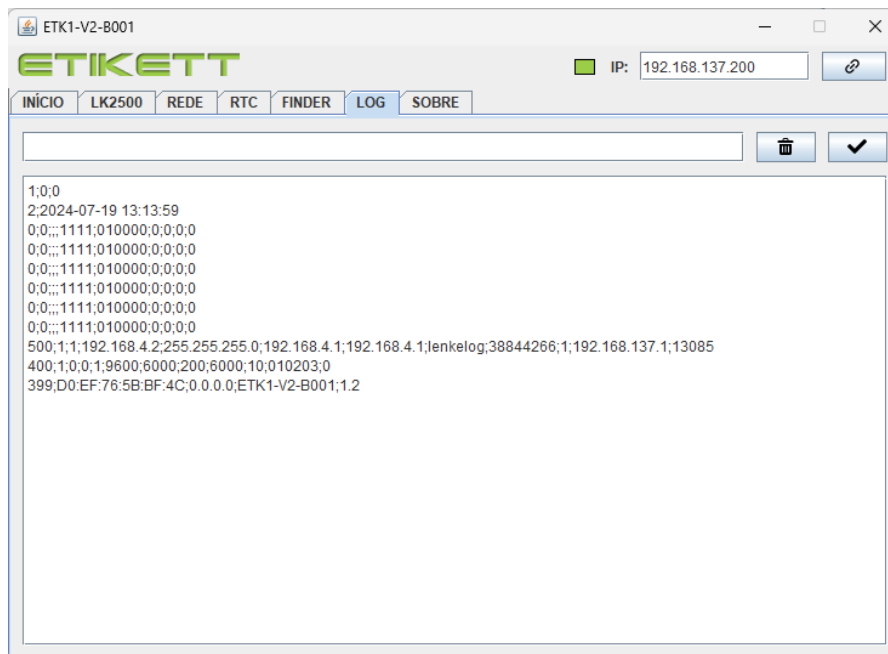 ETK1-V2-B001
ETIKETT
IP: 192.168.137.200
INÍCIO LK2500 REDE RTC FINDER LOG SOBRE
1;0;0
2;2024-07-19 13:13:59
0;0;;;1111;010000;0;0;0;0
0;0;;;1111;010000;0;0;0;0
0;0;;;1111;010000;0;0;0;0
0;0;;;1111;010000;0;0;0;0
0;0;;;1111;010000;0;0;0;0
0;0;;;1111;010000;0;0;0;0
500;1;1;192.168.4.2;255.255.255.0;192.168.4.1;192.168.4.1;lenkelog;38844266;1;192.168.137.1;13085
400;1;0;0;1;9600;6000;200;6000;10;010203;0
399;D0:EF:76:5B:BF:4C;0.0.0.0;ETK1-V2-B001;1.2